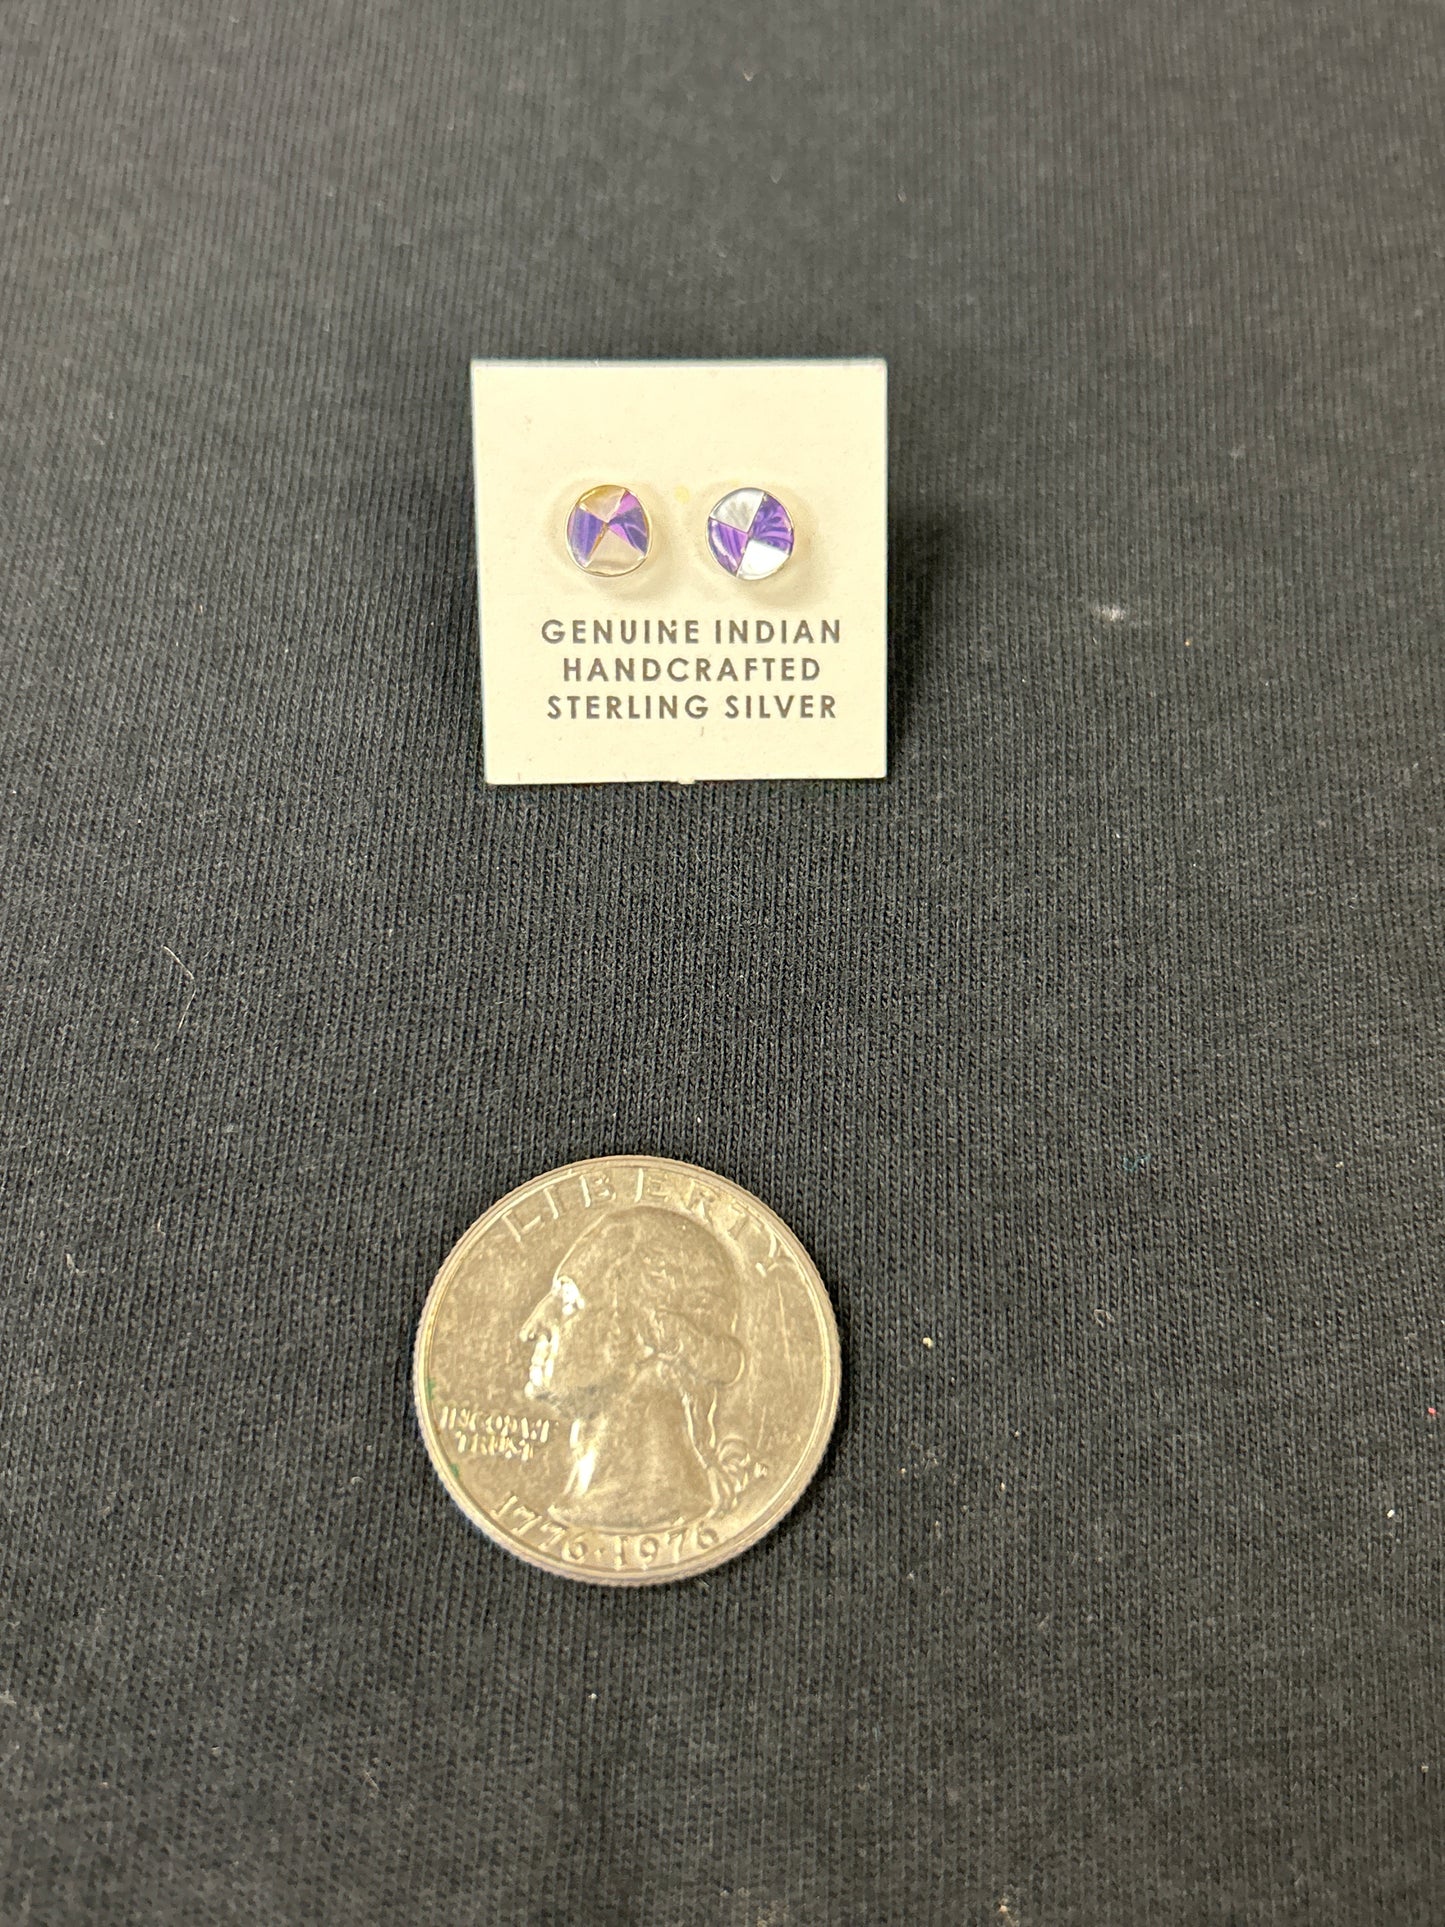 GENUINE INDIAN
HANDCRAFTED
STERLING SILVER
LIBERTY
IN GOD WE
TRUST
1776·1976